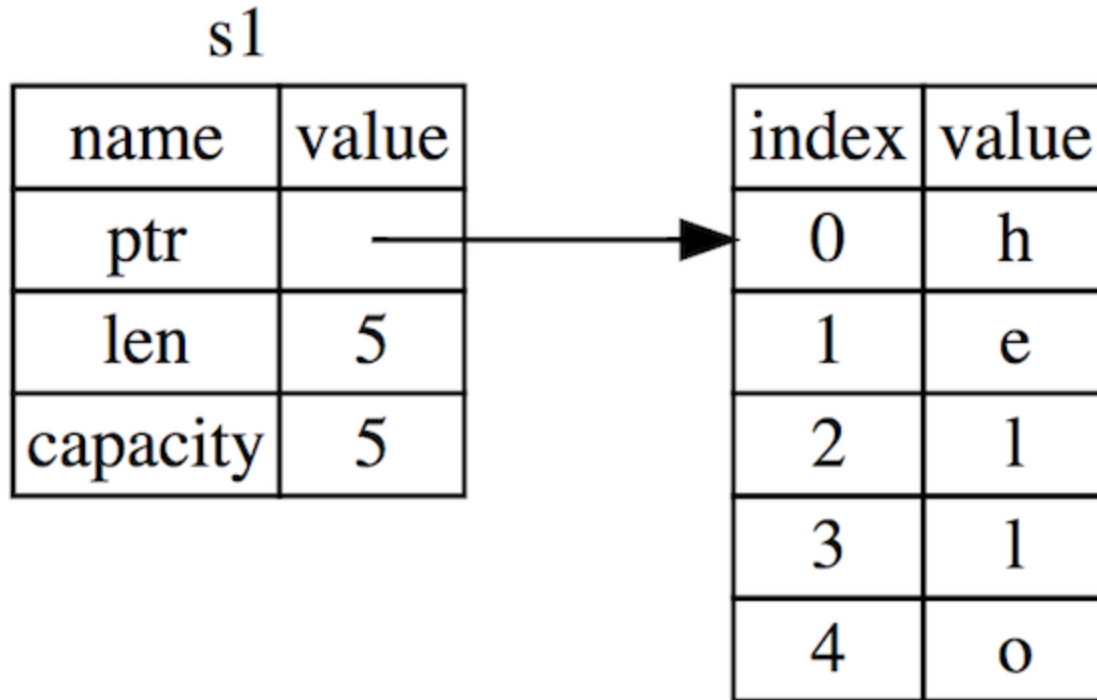 s1
name value
ptr
len 5
capacity 5
index value
0 h
1 e
2 l
3 l
4 o